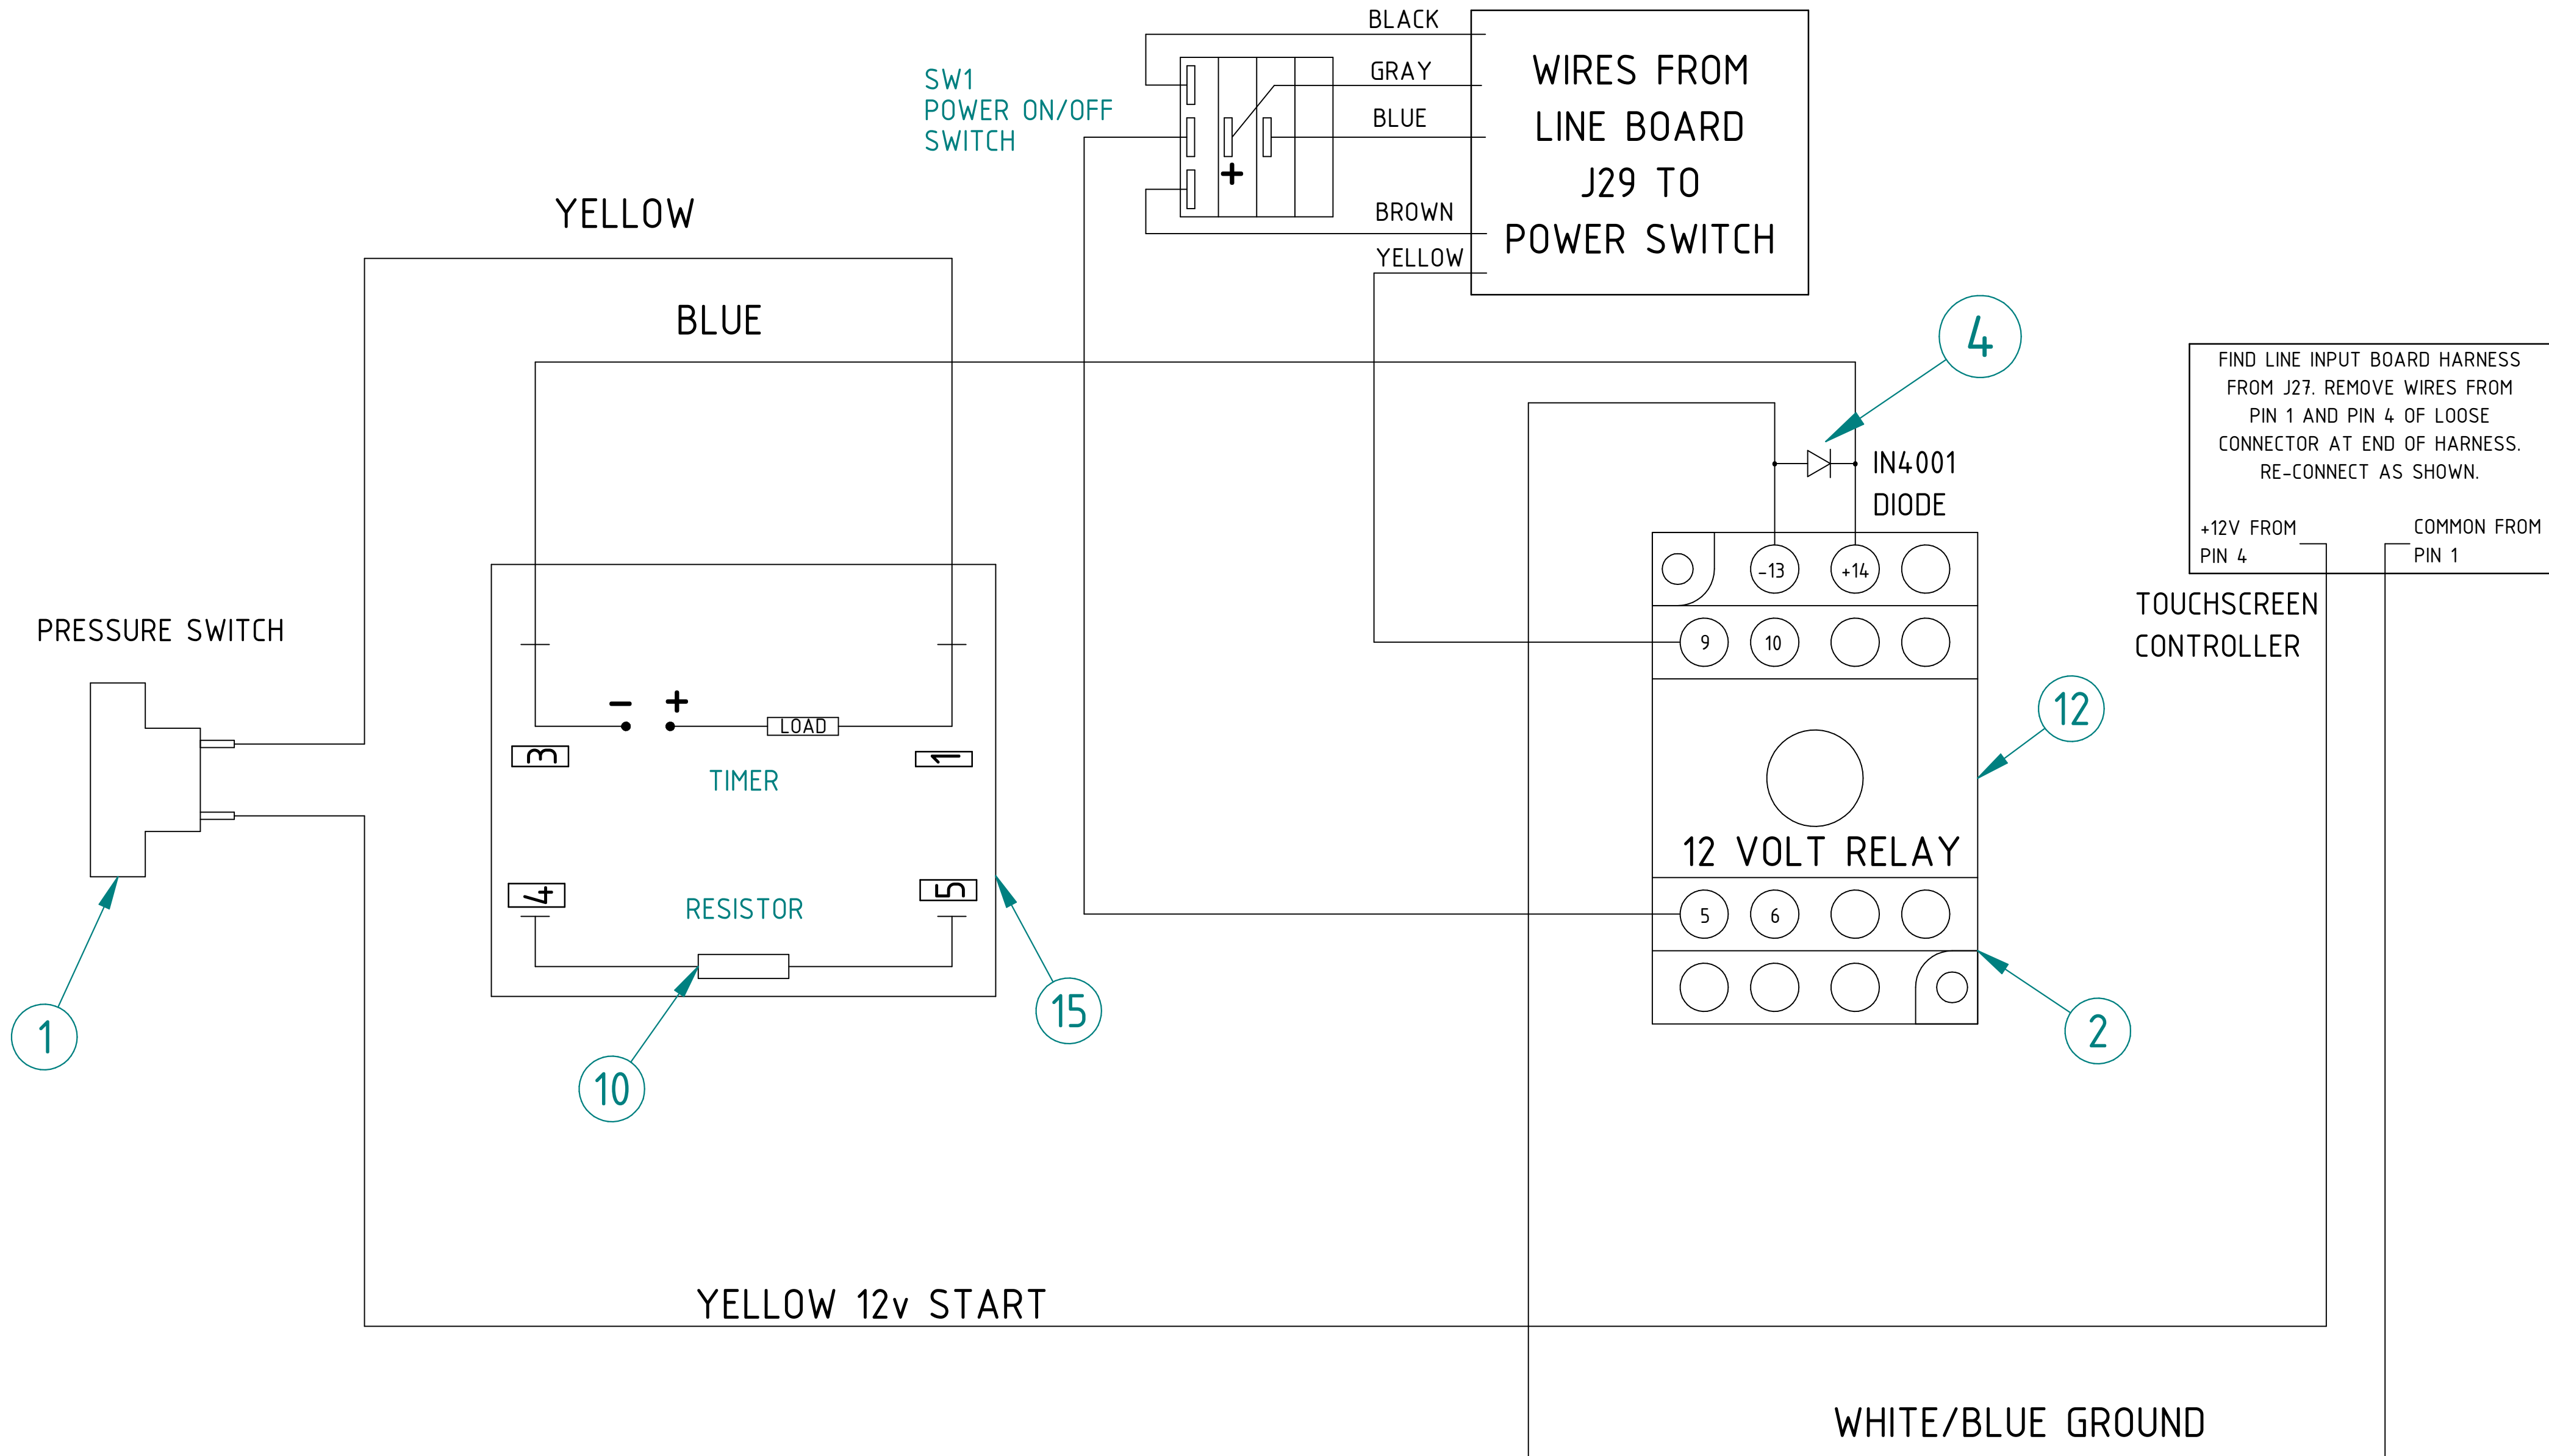 BLACK
GRAY
BLUE
BROWN
YELLOW
WIRES FROM
LINE BOARD
J29 TO
POWER SWITCH
SW1
POWER ON/OFF
SWITCH
+
YELLOW
BLUE
4
IN4001
DIODE
FIND LINE INPUT BOARD HARNESS
FROM J27. REMOVE WIRES FROM
PIN 1 AND PIN 4 OF LOOSE
CONNECTOR AT END OF HARNESS.
RE-CONNECT AS SHOWN.
+12V FROM
PIN 4
COMMON FROM
PIN 1
TOUCHSCREEN
CONTROLLER
PRESSURE SWITCH
1
- +
LOAD
3
1
TIMER
4
5
RESISTOR
10
15
-13
+14
9
10
12
12 VOLT RELAY
5
6
2
YELLOW 12v START
WHITE/BLUE GROUND